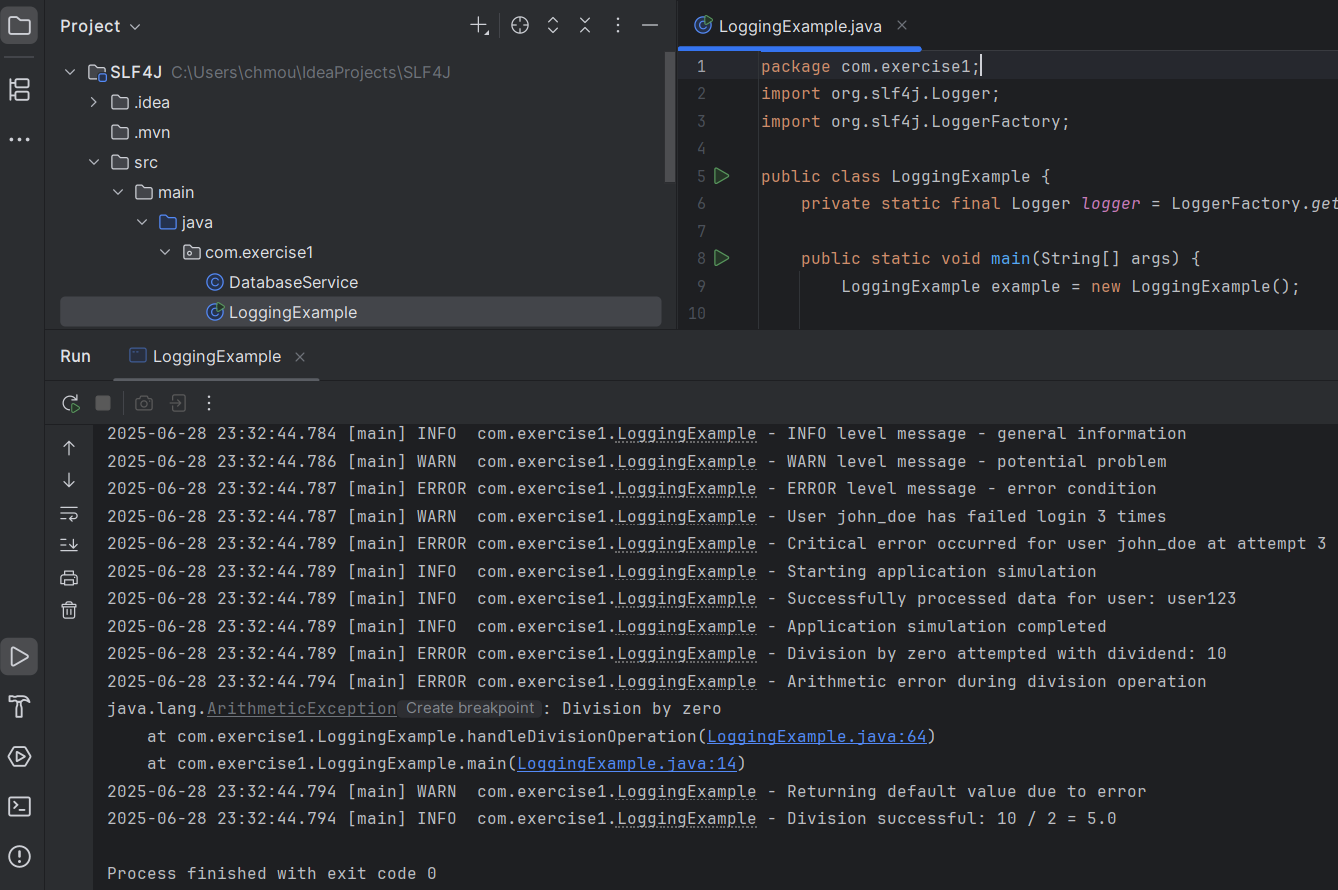 Project
SLF4J C:\Users\chmou\IdeaProjects\SLF4J
.idea
.mvn
src
main
java
com.exercise1
DatabaseService
LoggingExample
LoggingExample.java
1 package com.exercise1;
2 import org.slf4j.Logger;
3 import org.slf4j.LoggerFactory;
4
5 public class LoggingExample {
6 private static final Logger logger = LoggerFactory.get
7
8 public static void main(String[] args) {
9 LoggingExample example = new LoggingExample();
10
Run LoggingExample
2025-06-28 23:32:44.784 [main] INFO  com.exercise1.LoggingExample - INFO level message - general information
2025-06-28 23:32:44.786 [main] WARN  com.exercise1.LoggingExample - WARN level message - potential problem
2025-06-28 23:32:44.787 [main] ERROR com.exercise1.LoggingExample - ERROR level message - error condition
2025-06-28 23:32:44.787 [main] WARN  com.exercise1.LoggingExample - User john_doe has failed login 3 times
2025-06-28 23:32:44.789 [main] ERROR com.exercise1.LoggingExample - Critical error occurred for user john_doe at attempt 3
2025-06-28 23:32:44.789 [main] INFO  com.exercise1.LoggingExample - Starting application simulation
2025-06-28 23:32:44.789 [main] INFO  com.exercise1.LoggingExample - Successfully processed data for user: user123
2025-06-28 23:32:44.789 [main] INFO  com.exercise1.LoggingExample - Application simulation completed
2025-06-28 23:32:44.789 [main] ERROR com.exercise1.LoggingExample - Division by zero attempted with dividend: 10
2025-06-28 23:32:44.794 [main] ERROR com.exercise1.LoggingExample - Arithmetic error during division operation
java.lang.ArithmeticException Create breakpoint : Division by zero
at com.exercise1.LoggingExample.handleDivisionOperation(LoggingExample.java:64)
at com.exercise1.LoggingExample.main(LoggingExample.java:14)
2025-06-28 23:32:44.794 [main] WARN  com.exercise1.LoggingExample - Returning default value due to error
2025-06-28 23:32:44.794 [main] INFO  com.exercise1.LoggingExample - Division successful: 10 / 2 = 5.0
Process finished with exit code 0